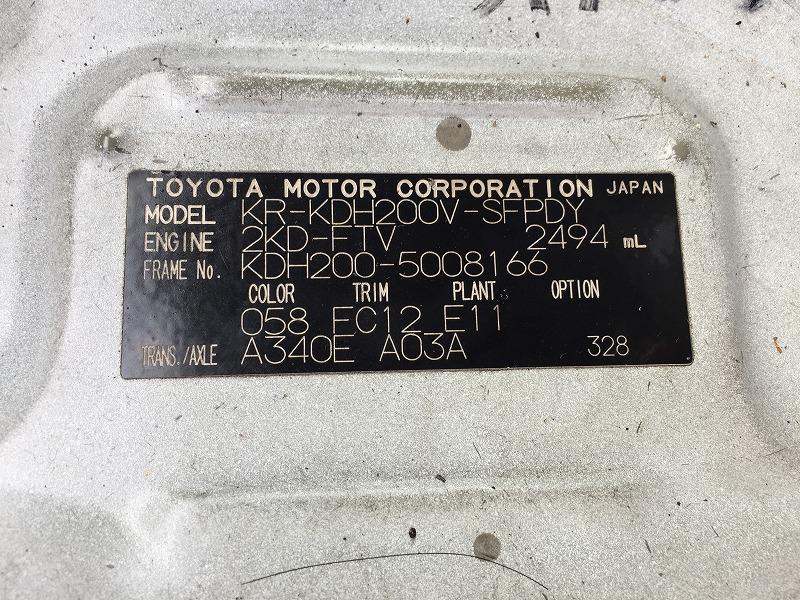 TOYOTA MOTOR CORPORATION JAPAN
MODEL KR-KDH200V-SFPDY
ENGINE 2KD-FTV 2494 mL
FRAME No. KDH200-5008166
COLOR TRIM PLANT OPTION
058 FC12 E11
TRANS./AXLE A340E A03A 328